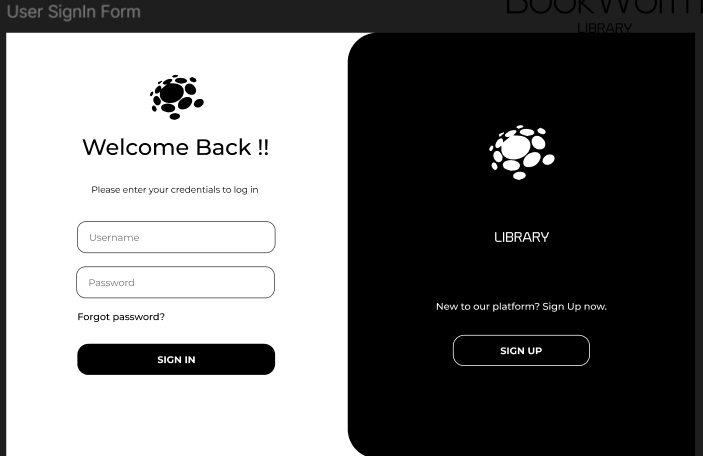 User SignIn Form
BookWorm
LIBRARY
Welcome Back !!
Please enter your credentials to log in
Username
Password
Forgot password?
SIGN IN
LIBRARY
New to our platform? Sign Up now.
SIGN UP